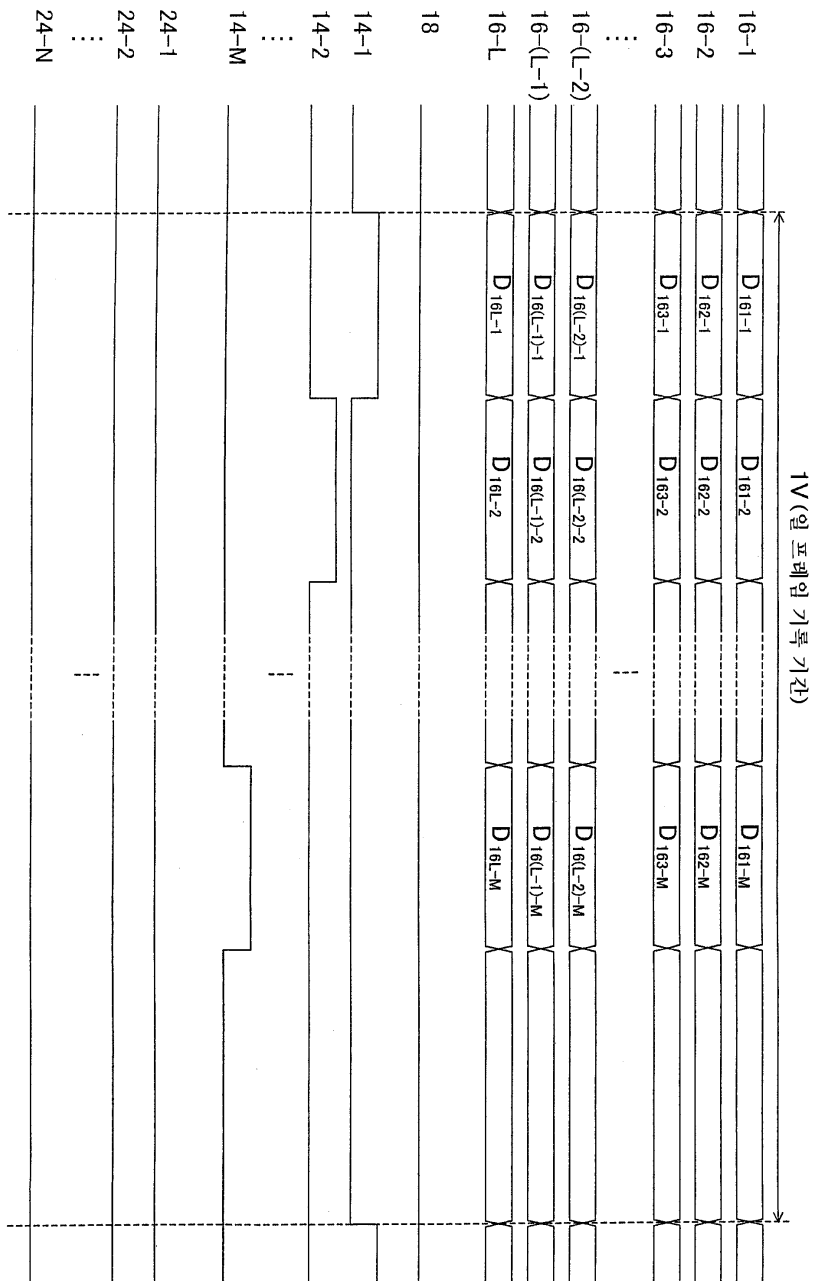 1V(일 프레임 기록 기간)
16-1 D161-1 D161-2 D161-M
16-2 D162-1 D162-2 D162-M
16-3 D163-1 D163-2 D163-M
⋮
16-(L-2) D16(L-2)-1 D16(L-2)-2 D16(L-2)-M
16-(L-1) D16(L-1)-1 D16(L-1)-2 D16(L-1)-M
16-L D16L-1 D16L-2 D16L-M
18
14-1
14-2
⋮
14-M
24-1
24-2
⋮
24-N